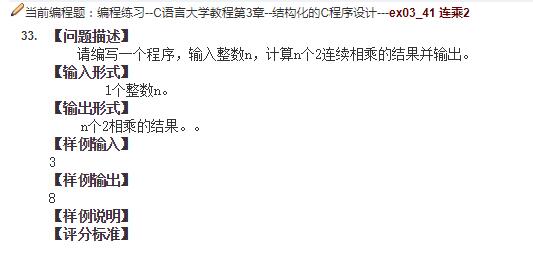 当前编程题：编程练习--C语言大学教程第3章--结构化的C程序设计---ex03_41 连乘2
33. 【问题描述】
请编写一个程序，输入整数n，计算n个2连续相乘的结果并输出。
【输入形式】
1个整数n。
【输出形式】
n个2相乘的结果。。
【样例输入】
3
【样例输出】
8
【样例说明】
【评分标准】